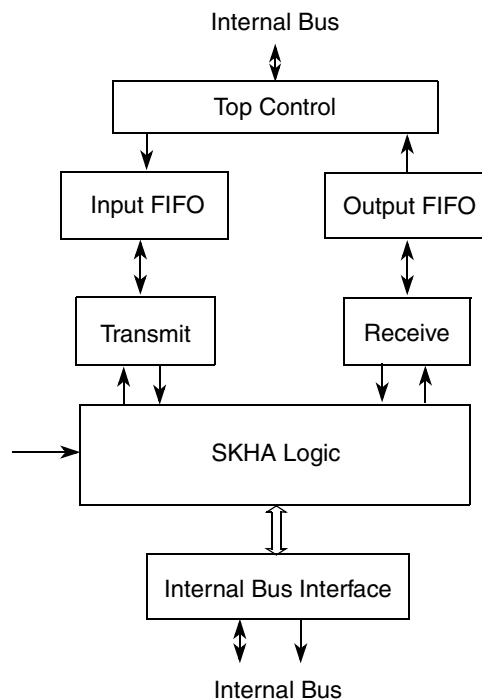 Internal Bus
Top Control
Input FIFO
Output FIFO
Transmit
Receive
SKHA Logic
Internal Bus Interface
Internal Bus